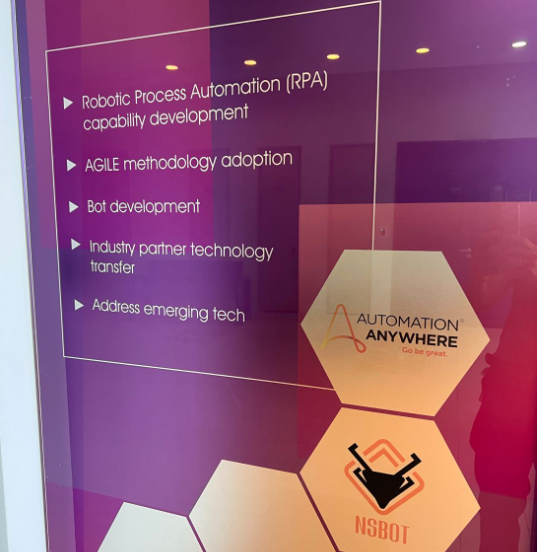 Robotic Process Automation (RPA)
capability development
AGILE methodology adoption
Bot development
Industry partner technology
transfer
Address emerging tech
AUTOMATION
ANYWHERE
Go be great.
NSBOT